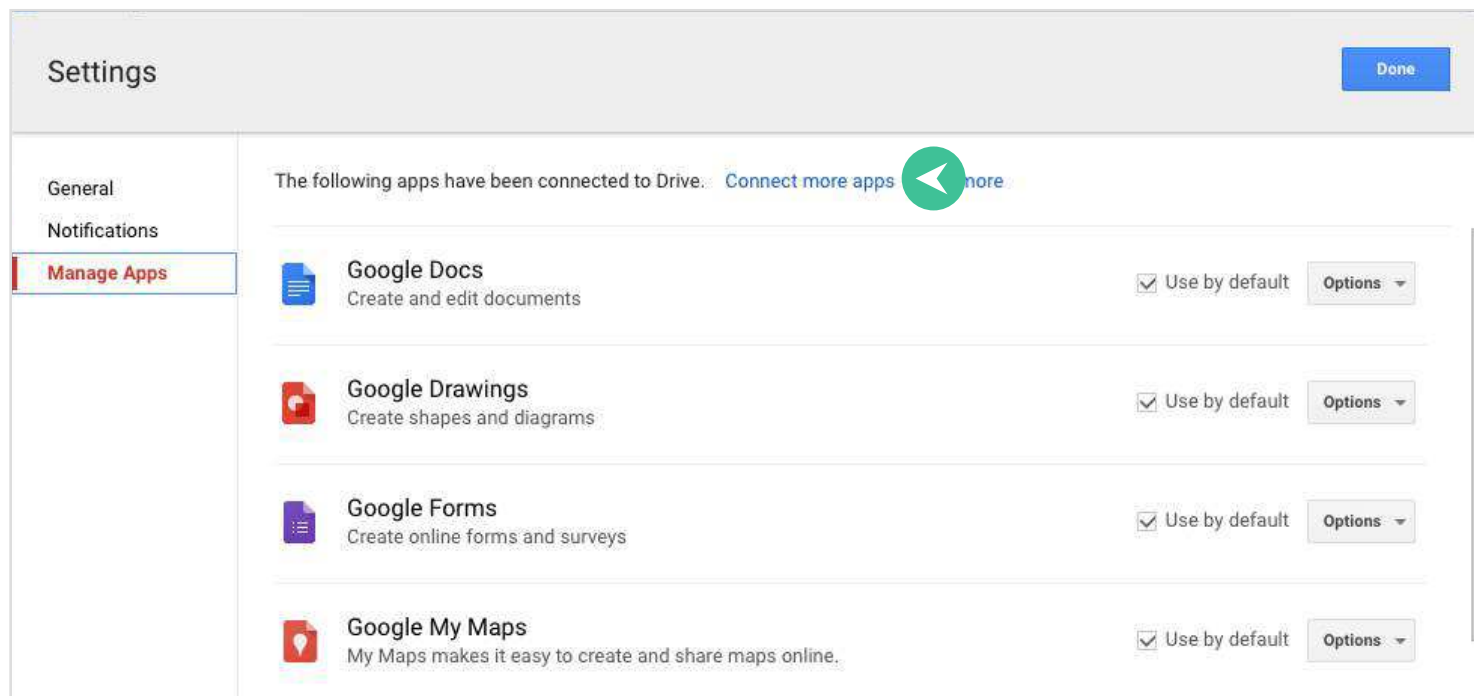 Settings
Done
General
Notifications
Manage Apps
The following apps have been connected to Drive. Connect more apps more
Google Docs
Create and edit documents
Use by default Options
Google Drawings
Create shapes and diagrams
Use by default Options
Google Forms
Create online forms and surveys
Use by default Options
Google My Maps
My Maps makes it easy to create and share maps online.
Use by default Options